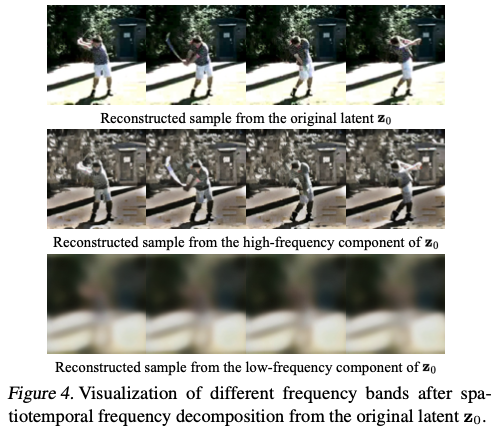 Reconstructed sample from the original latent z₀
Reconstructed sample from the high-frequency component of z₀
Reconstructed sample from the low-frequency component of z₀
Figure 4. Visualization of different frequency bands after spa-
tiotemporal frequency decomposition from the original latent z₀.